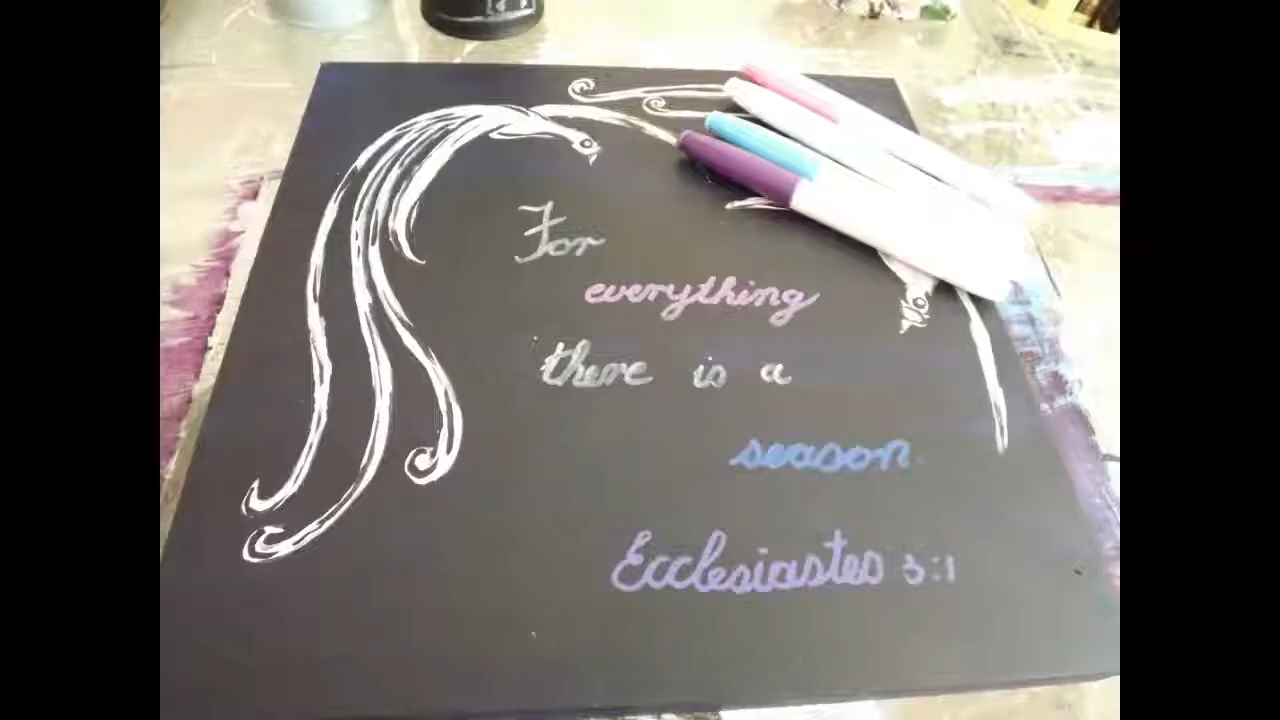 For
everything
there is a
season
Ecclesiastes 3:1